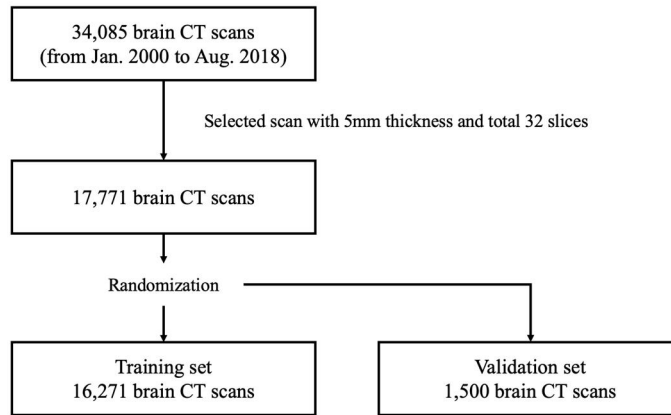 34,085 brain CT scans
(from Jan. 2000 to Aug. 2018)
Selected scan with 5mm thickness and total 32 slices
17,771 brain CT scans
Randomization
Training set
16,271 brain CT scans
Validation set
1,500 brain CT scans